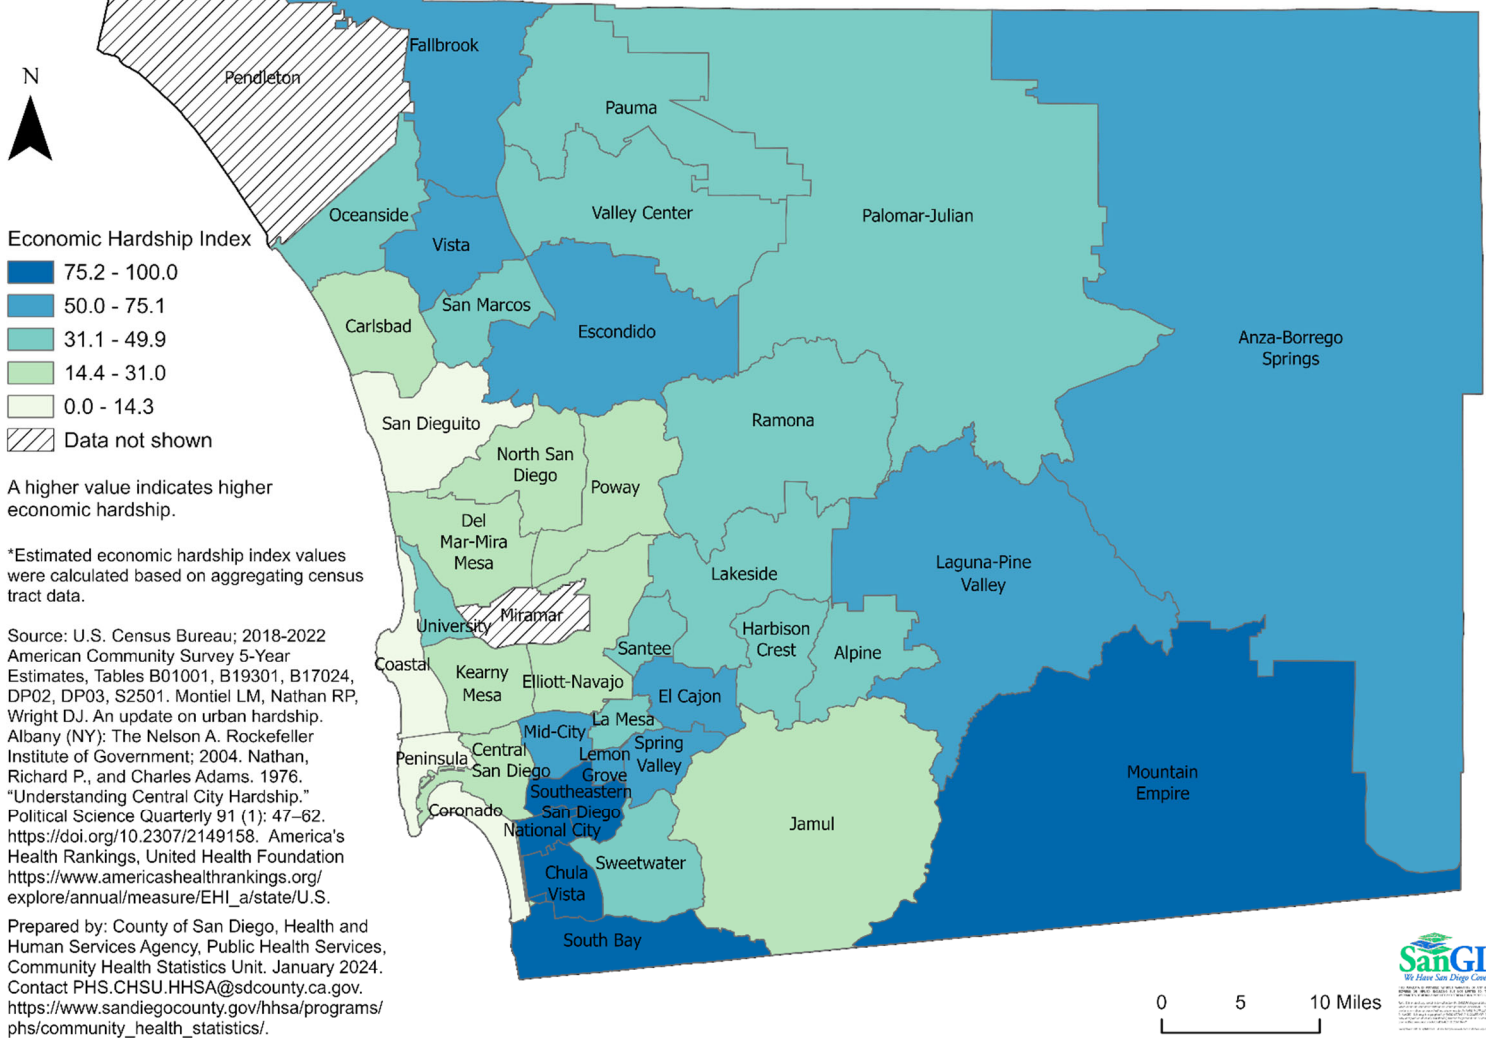 N
Economic Hardship Index
75.2 - 100.0
50.0 - 75.1
31.1 - 49.9
14.4 - 31.0
0.0 - 14.3
Data not shown
A higher value indicates higher
economic hardship.
*Estimated economic hardship index values
were calculated based on aggregating census
tract data.
Source: U.S. Census Bureau; 2018-2022
American Community Survey 5-Year
Estimates, Tables B01001, B19301, B17024,
DP02, DP03, S2501. Montiel LM, Nathan RP,
Wright DJ. An update on urban hardship.
Albany (NY): The Nelson A. Rockefeller
Institute of Government; 2004. Nathan,
Richard P., and Charles Adams. 1976.
“Understanding Central City Hardship.”
Political Science Quarterly 91 (1): 47–62.
https://doi.org/10.2307/2149158. America's
Health Rankings, United Health Foundation
https://www.americashealthrankings.org/
explore/annual/measure/EHI_a/state/U.S.
Prepared by: County of San Diego, Health and
Human Services Agency, Public Health Services,
Community Health Statistics Unit. January 2024.
Contact PHS.CHSU.HHSA@sdcounty.ca.gov.
https://www.sandiegocounty.gov/hhsa/programs/
phs/community_health_statistics/.
Pendleton
Fallbrook
Pauma
Oceanside
Vista
Valley Center
Palomar-Julian
San Marcos
Carlsbad
Escondido
Anza-Borrego
Springs
San Dieguito
Ramona
North San
Diego
Poway
Del
Mar-Mira
Mesa
Lakeside
Laguna-Pine
Valley
Miramar
University
Harbison
Crest
Santee
Alpine
Coastal
Kearny
Mesa
Elliott-Navajo
El Cajon
La Mesa
Mid-City
Spring
Valley
Peninsula
Central
San Diego
Lemon
Grove
Southeastern
San Diego
Mountain
Empire
Coronado
National City
Jamul
Sweetwater
Chula
Vista
South Bay
SanGI
We Have San Diego Cove
0 5 10 Miles